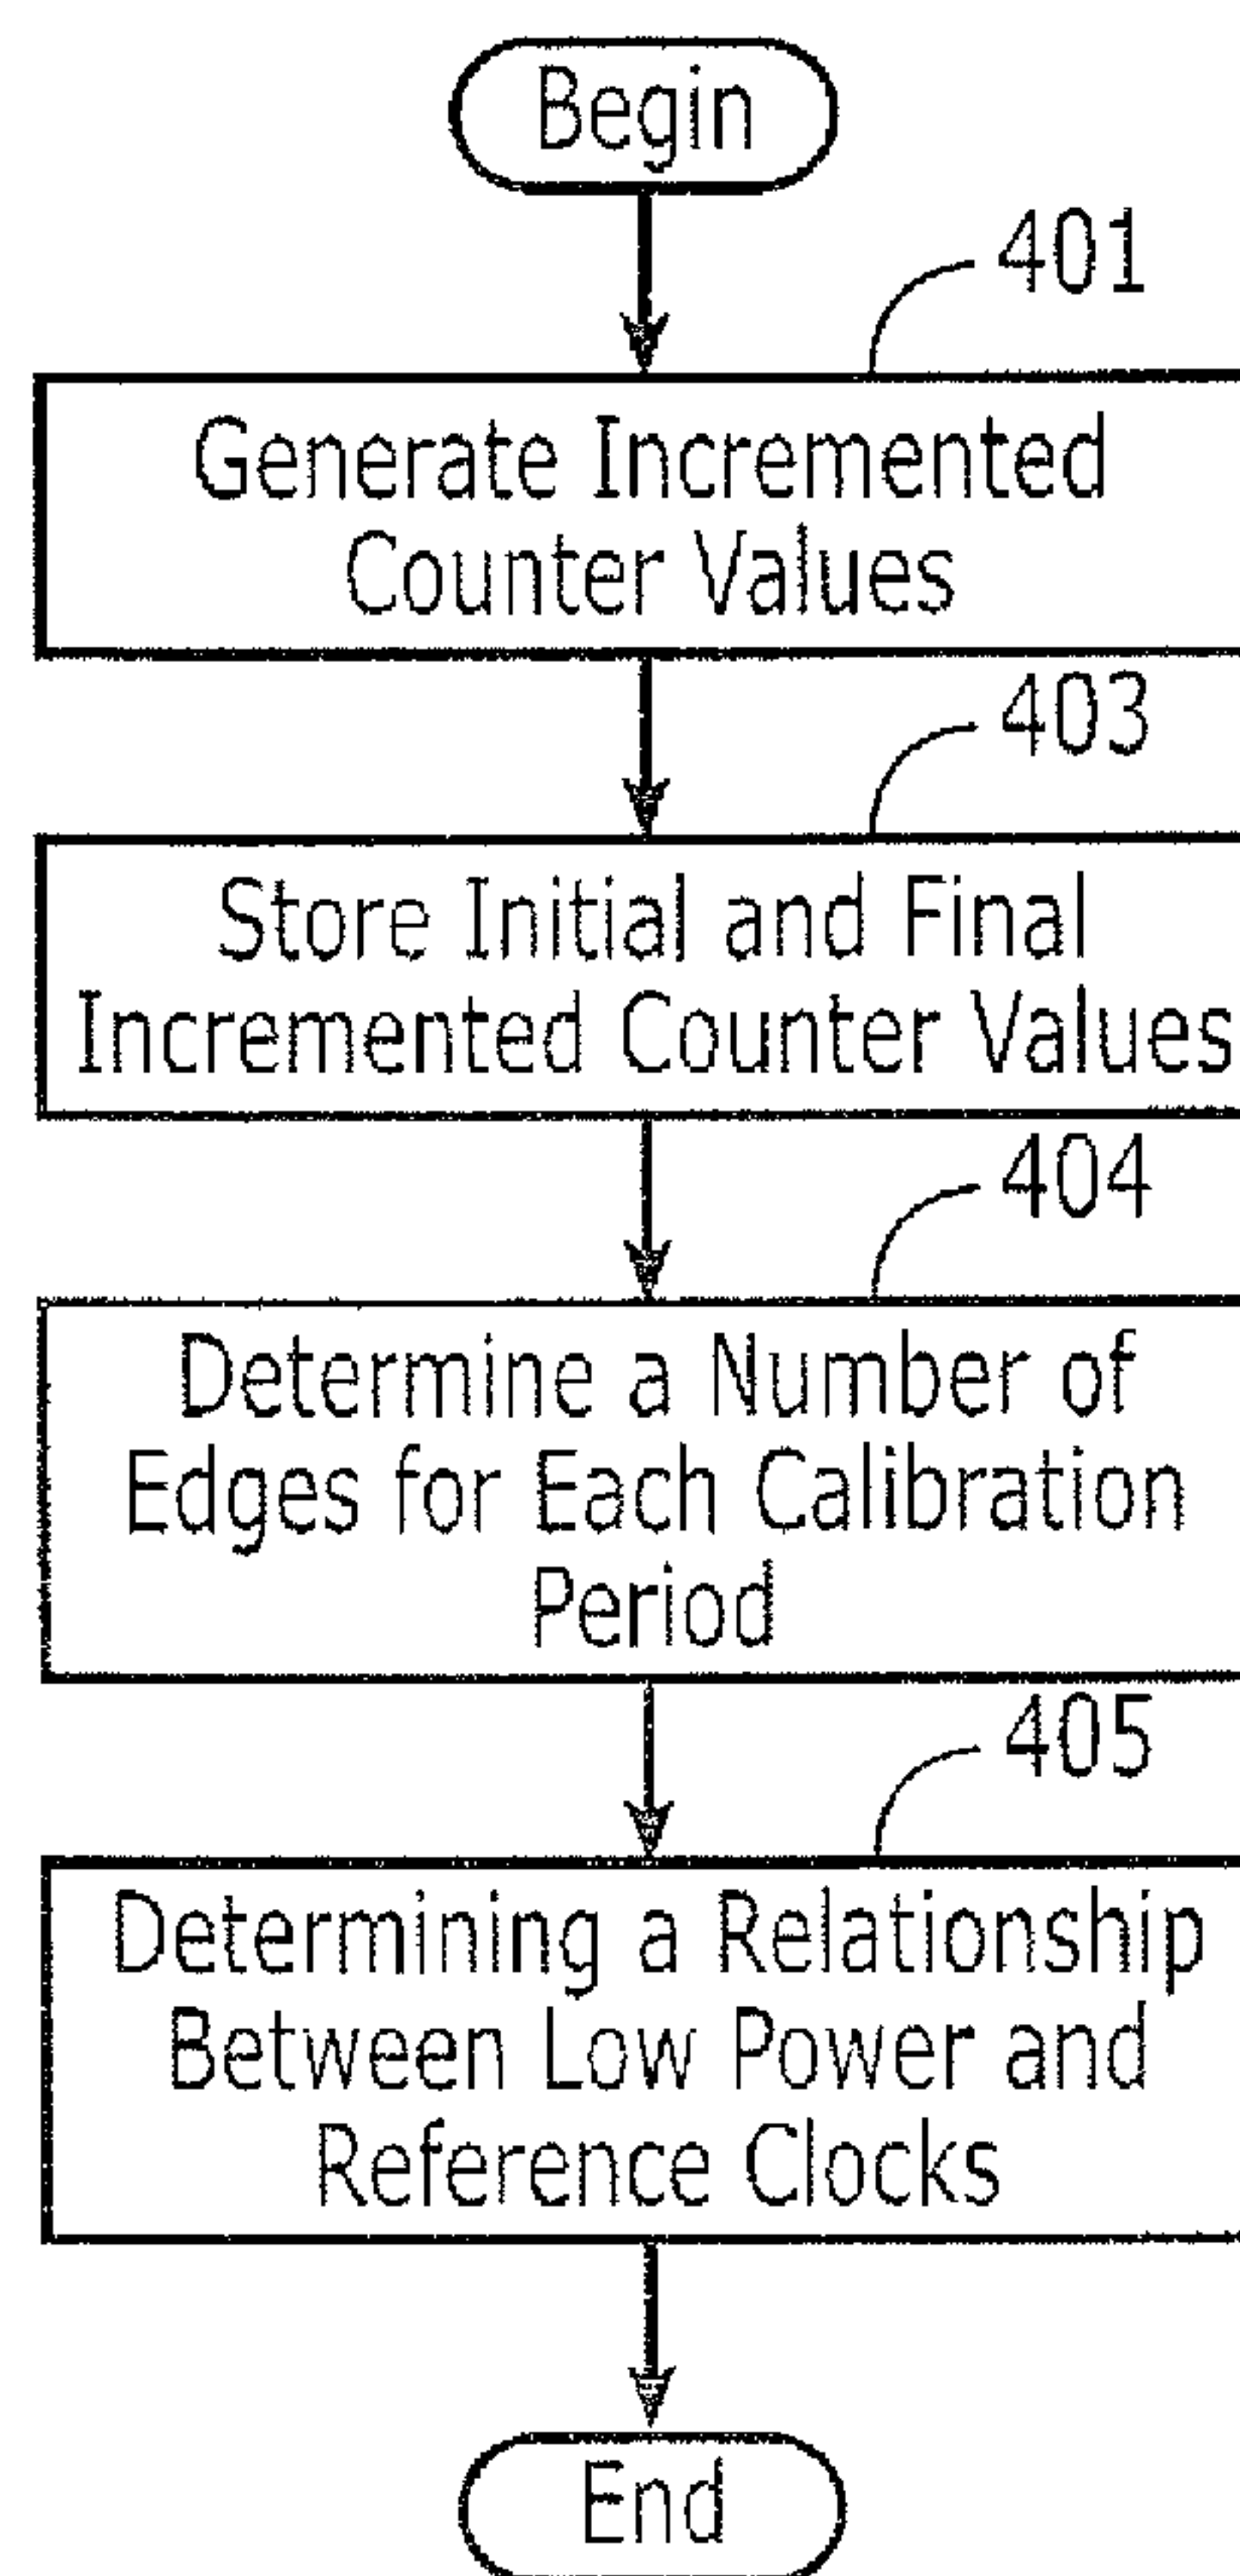 Begin
401
Generate Incremented
Counter Values
403
Store Initial and Final
Incremented Counter Values
404
Determine a Number of
Edges for Each Calibration
Period
405
Determining a Relationship
Between Low Power and
Reference Clocks
End